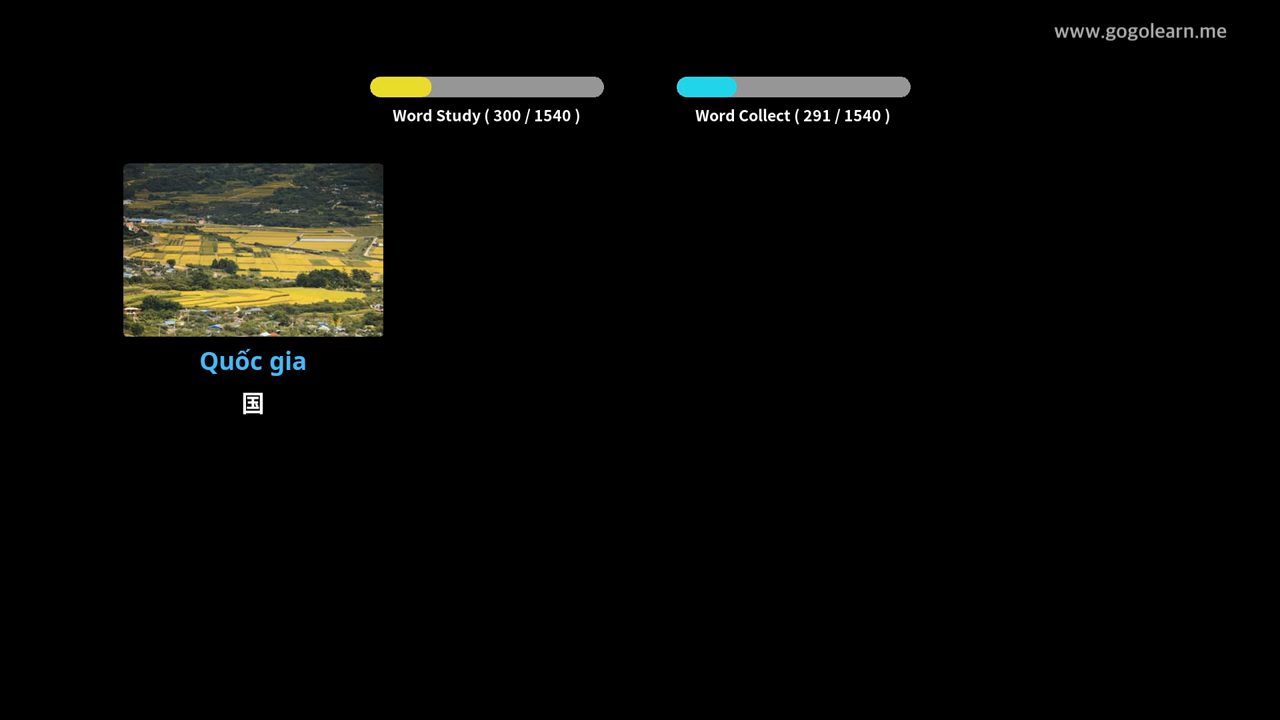 www.gogolearn.me
Word Study ( 300 / 1540 )
Word Collect ( 291 / 1540 )
Quốc gia
国